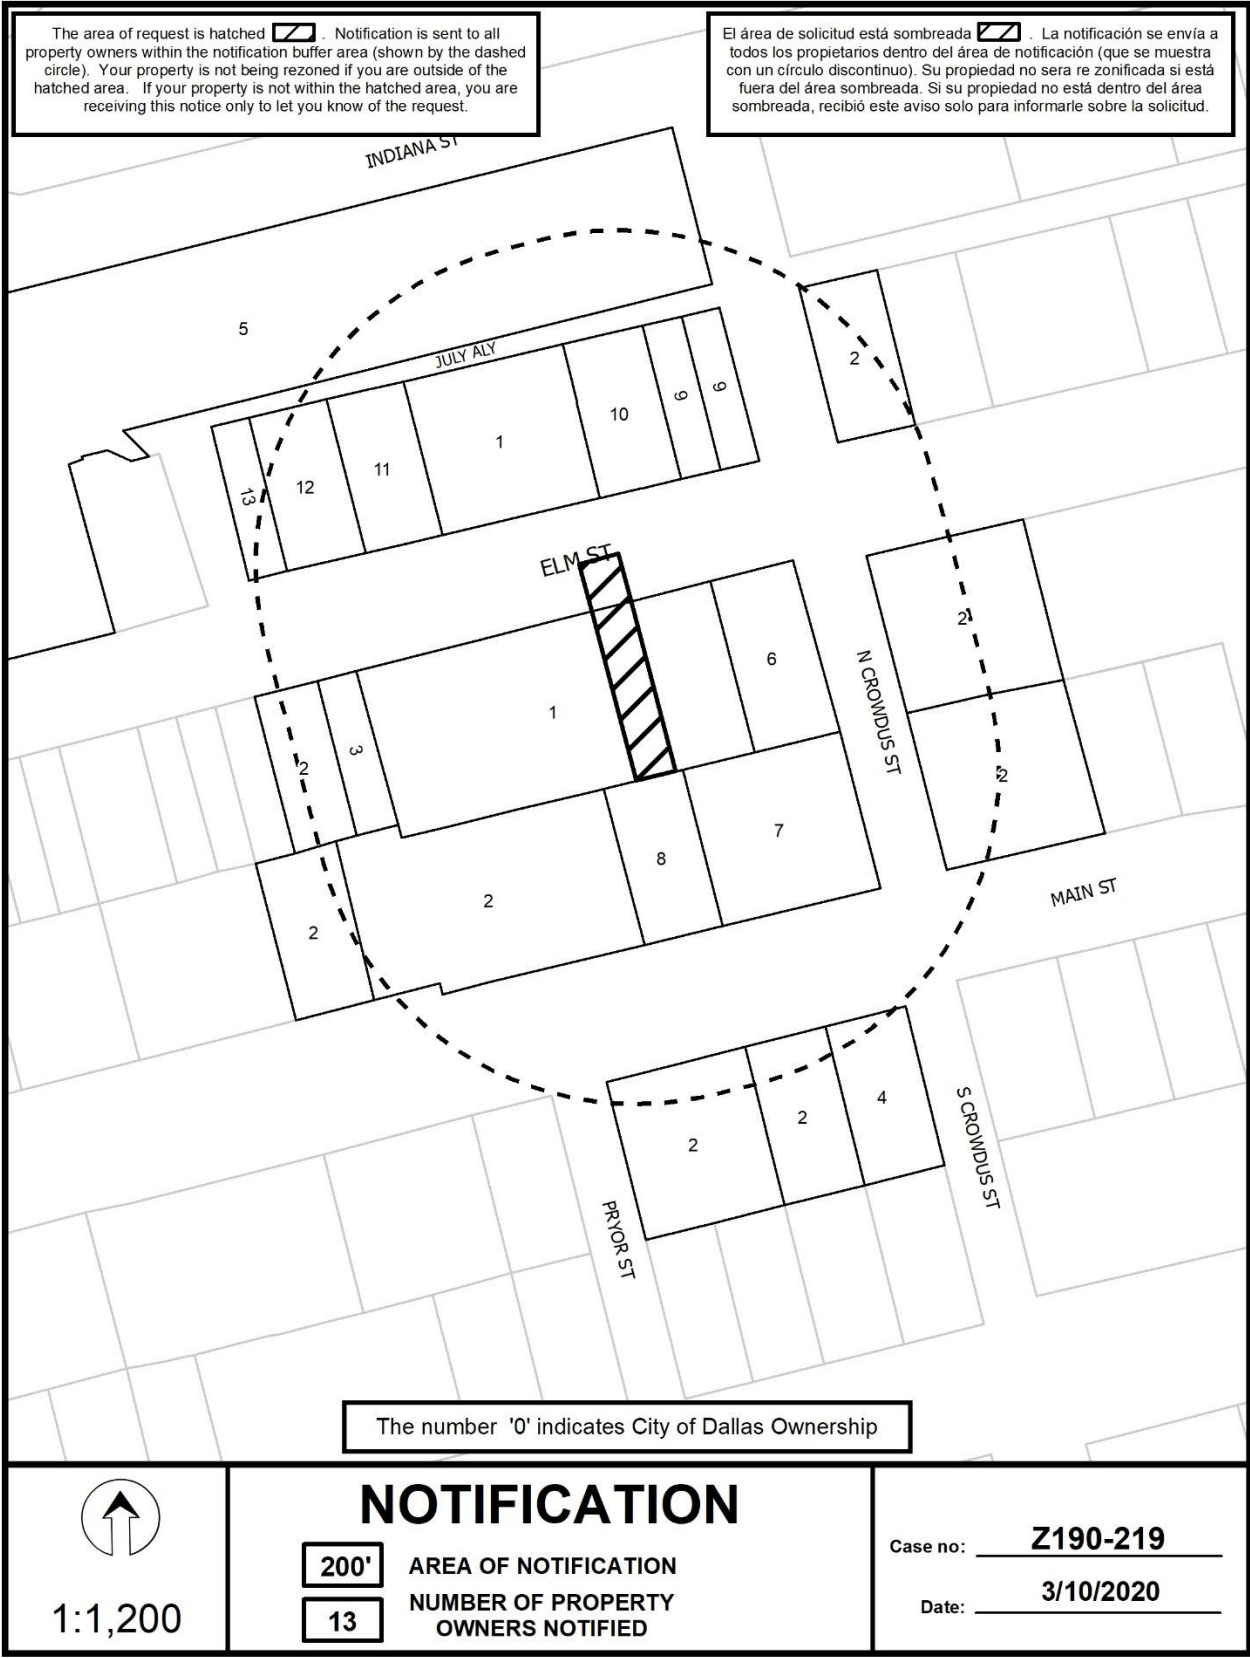 The area of request is hatched . Notification is sent to all
property owners within the notification buffer area (shown by the dashed
circle). Your property is not being rezoned if you are outside of the
hatched area. If your property is not within the hatched area, you are
receiving this notice only to let you know of the request.
El área de solicitud está sombreada . La notificación se envía a
todos los propietarios dentro del área de notificación (que se muestra
con un círculo discontinuo). Su propiedad no sera re zonificada si está
fuera del área sombreada. Si su propiedad no está dentro del área
sombreada, recibió este aviso solo para informarle sobre la solicitud.
INDIANA ST
5
JULY ALY
2
13
12
11
1
10
9
9
ELM ST
2
3
1
6
N CROWDUS ST
2
2
2
2
8
7
MAIN ST
2
2
4
S CROWDUS ST
PRYOR ST
The number '0' indicates City of Dallas Ownership
1:1,200
NOTIFICATION
200' AREA OF NOTIFICATION
13 NUMBER OF PROPERTY
OWNERS NOTIFIED
Case no: Z190-219
Date: 3/10/2020